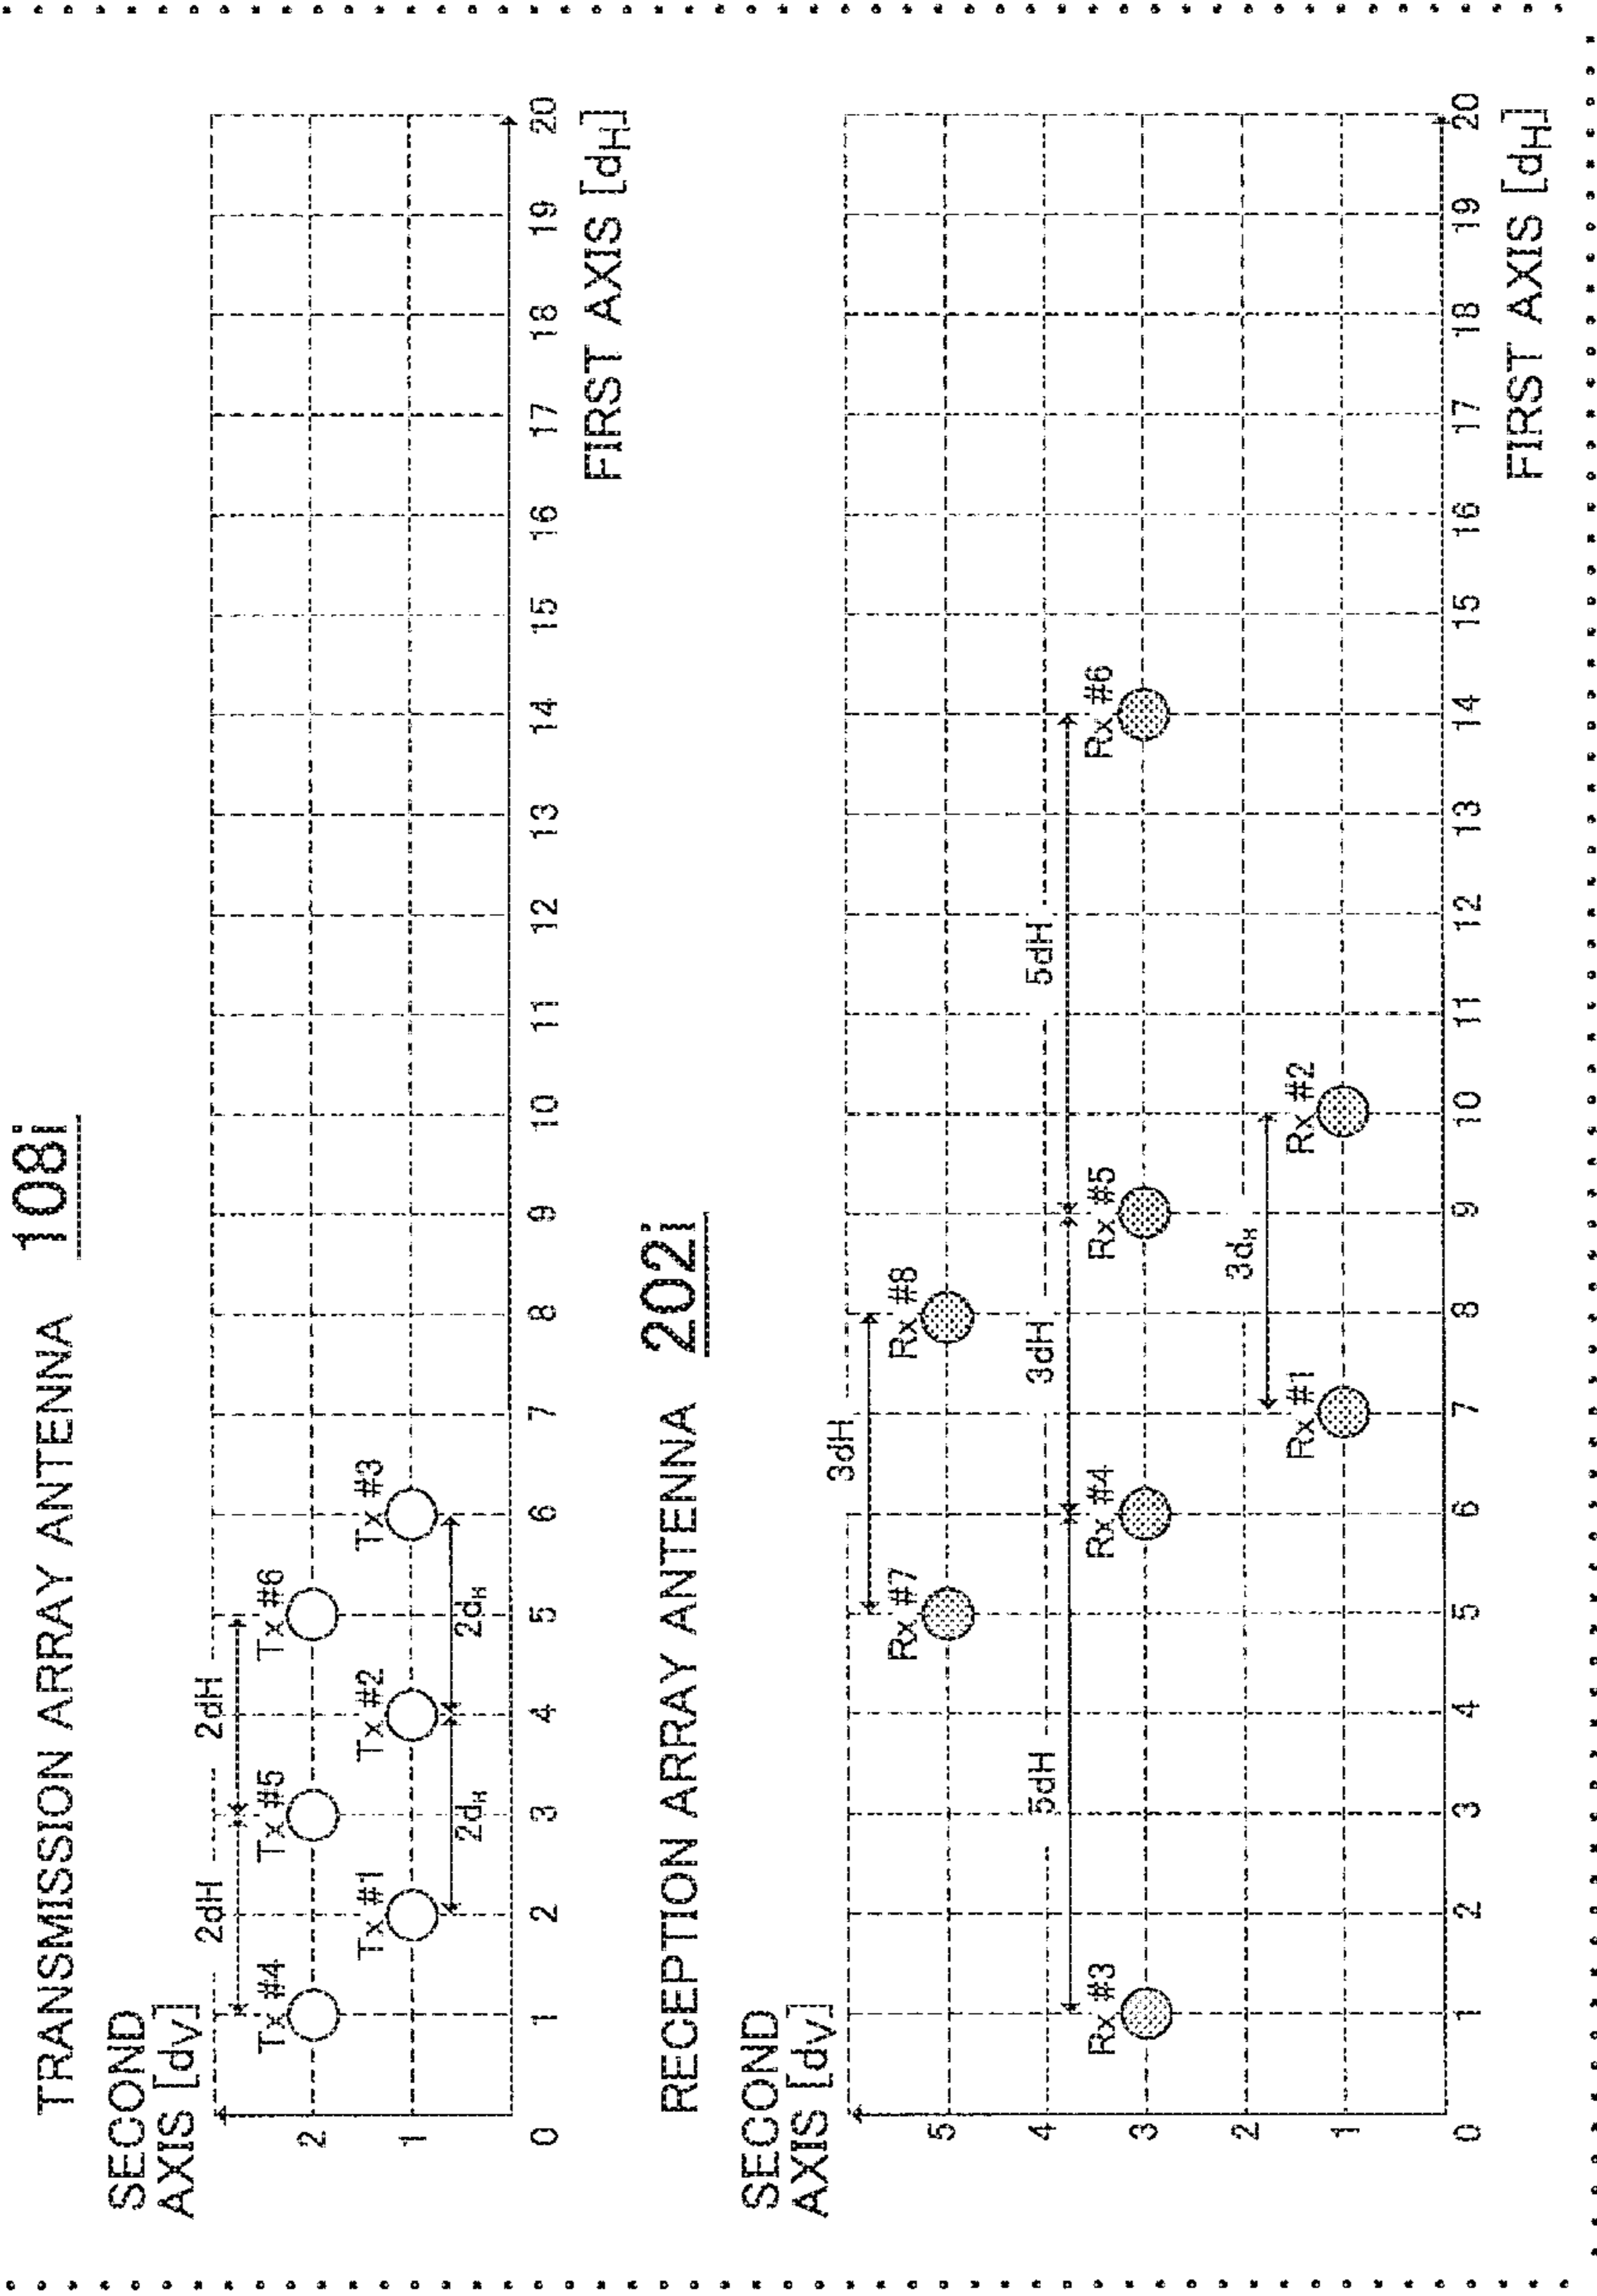 TRANSMISSION ARRAY ANTENNA 108i
SECOND
AXIS [dV]
2dH 2dH
Tx #4 Tx #5 Tx #6
2
Tx #1 Tx #2 Tx #3
1
2dH 2dH
0 1 2 3 4 5 6 7 8 9 10 11 12 13 14 15 16 17 18 19 20
FIRST AXIS [dH]
RECEPTION ARRAY ANTENNA 202i
SECOND
AXIS [dV]
3dH
Rx #7 Rx #8
5
5dH 3dH 5dH
4
Rx #3 Rx #4 Rx #5 Rx #6
3
3dH
2
Rx #1 Rx #2
1
0 1 2 3 4 5 6 7 8 9 10 11 12 13 14 15 16 17 18 19 20
FIRST AXIS [dH]